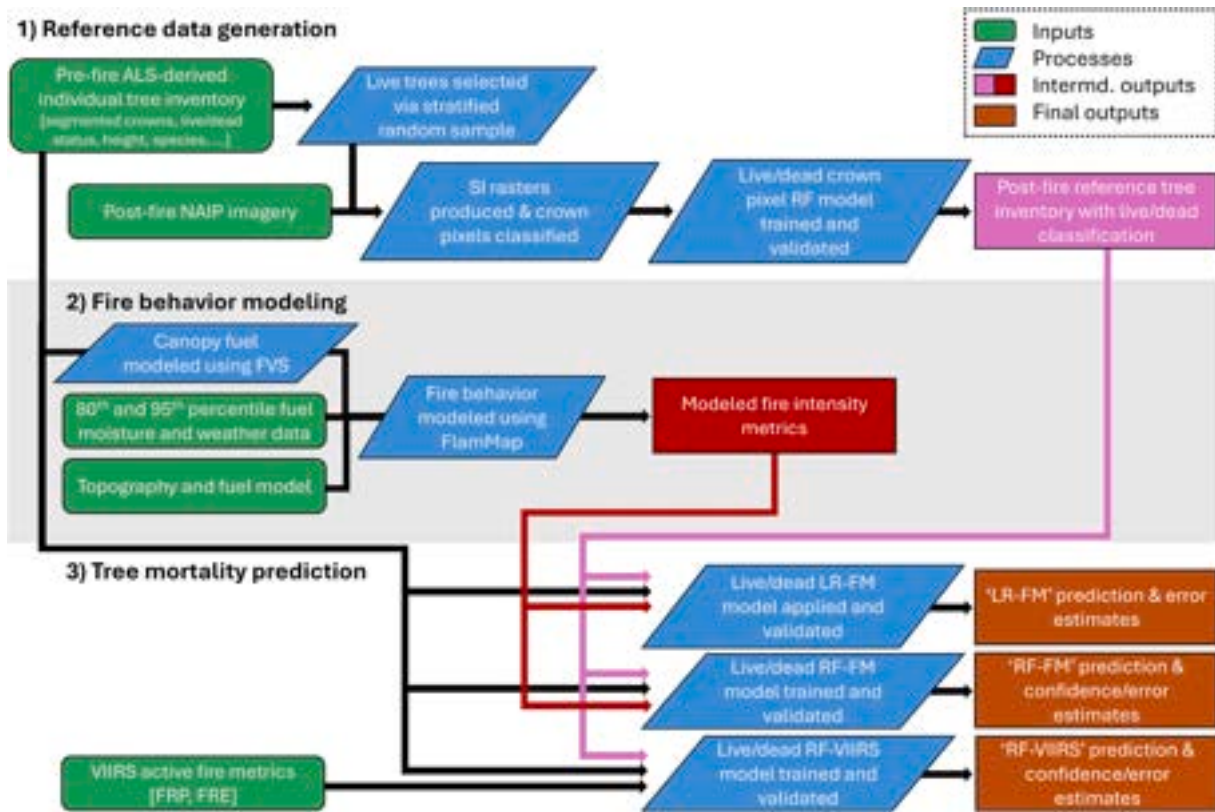 1) Reference data generation
Pre-fire ALS-derived
individual tree inventory
[segmented crowns, live/dead
status, height, species, ...]
Live trees selected
via stratified
random sample
Inputs
Processes
Intermd. outputs
Final outputs
Post-fire NAIP imagery
SI rasters
produced & crown
pixels classified
Live/dead crown
pixel RF model
trained and
validated
Post-fire reference tree
inventory with live/dead
classification
2) Fire behavior modeling
Canopy fuel
modeled using FVS
80th and 95th percentile fuel
moisture and weather data
Topography and fuel model
Fire behavior
modeled using
FlamMap
Modeled fire intensity
metrics
3) Tree mortality prediction
Live/dead LR-FM
model applied and
validated
'LR-FM' prediction & error
estimates
Live/dead RF-FM
model trained and
validated
'RF-FM' prediction &
confidence/error
estimates
VIIRS active fire metrics
[FRP, FRE]
Live/dead RF-VIIRS
model trained and
validated
'RF-VIIRS' prediction &
confidence/error
estimates